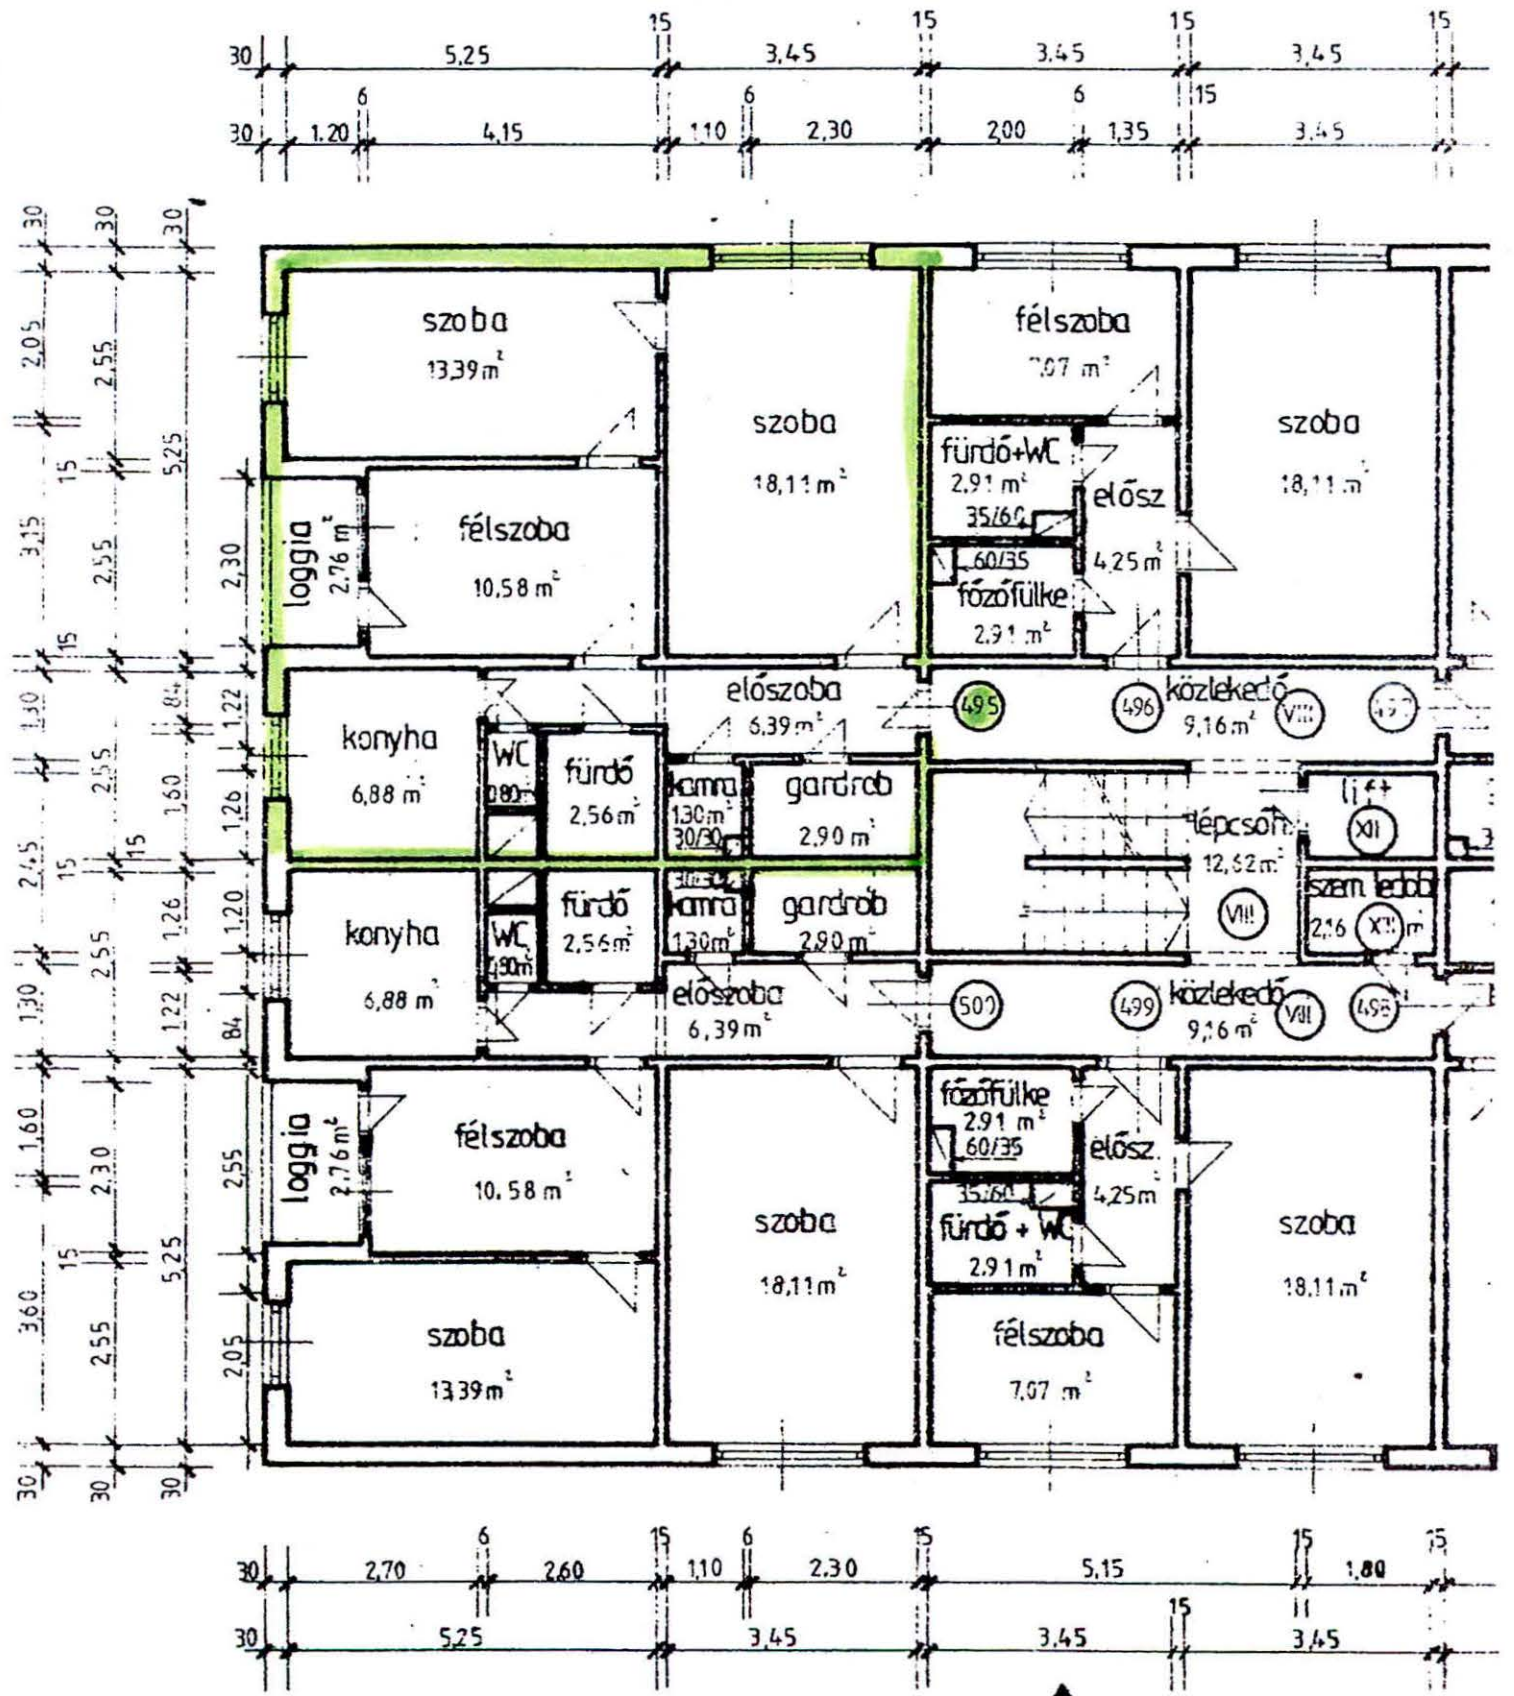 15 15 15
30 5,25 3,45 3,45 3,45
6 6 6 15
30 1.20 4,15 1,10 2,30 2,00 1,35 3.45
30 30 30
2,05 2,55 5,25
15
3,15 2,55 2,30
15
1,30 84 1,22
2,55 1,60 1,26
2,45 15 15
1,26 1,20
2,55
1,30 1,22 84
1,60 2,30 2,55
15 5,25
3,60 2,55 2,05
30 30 30
szoba
13,39 m²
szoba
18,11 m²
félszoba
7,07 m²
szoba
18,11 m²
loggia
2,76 m²
félszoba
10,58 m²
fürdő+WC
2,91 m²
35/60
60/35
főzőfülke
2,91 m²
elősz
4,25 m²
konyha
6,88 m²
WC
fürdő
2,56 m²
előszoba
6,39 m²
kamra
1,30 m²
30/30
gardrob
2,90 m²
495
496
közlekedő
9,16 m²
VIII
lépcsőh.
12,62 m²
VIII
lift
XII
2,16
konyha
6,88 m²
WC
fürdő
2,56 m²
kamra
1,30 m²
gardrób
2,90 m²
előszoba
6,39 m²
500
499
közlekedő
9,16 m²
VIII
498
loggia
2,76 m²
félszoba
10,58 m²
szoba
18,11 m²
főzőfülke
2,91 m²
60/35
35/60
fürdő + WC
2,91 m²
elősz.
4,25 m²
szoba
18,11 m²
szoba
13,39 m²
félszoba
7,07 m²
6 15 6 15 15 15
30 2,70 2,60 1,10 2,30 5,15 1,80
15
30 5,25 3,45 3,45 3,45